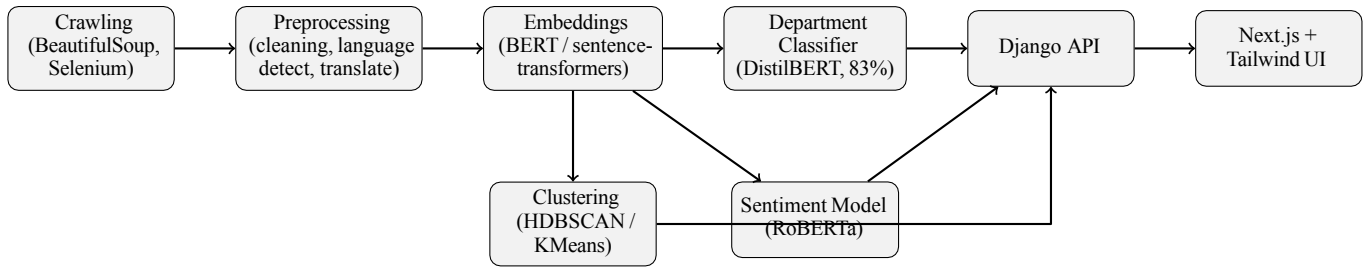 Crawling
(BeautifulSoup,
Selenium)
Preprocessing
(cleaning, language
detect, translate)
Embeddings
(BERT / sentence-
transformers)
Department
Classifier
(DistilBERT, 83%)
Django API
Next.js +
Tailwind UI
Clustering
(HDBSCAN /
KMeans)
Sentiment Model
(RoBERTa)